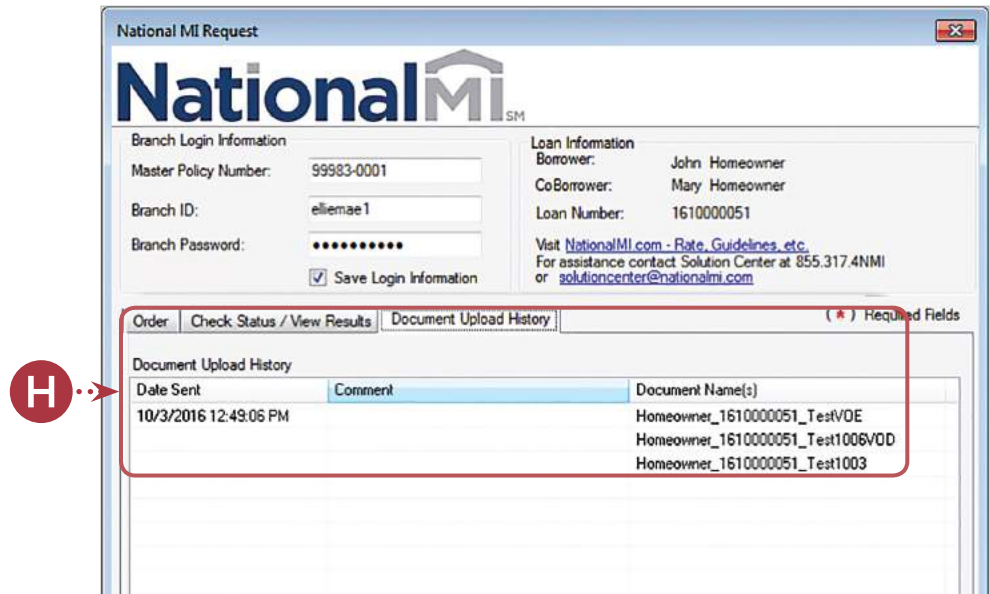 National MI Request
National MI SM
Branch Login Information
Master Policy Number: 99983-0001
Branch ID: elliemae1
Branch Password: ••••••••••
Save Login Information
Loan Information
Borrower: John Homeowner
CoBorrower: Mary Homeowner
Loan Number: 1610000051
Visit NationalMI.com - Rate, Guidelines, etc.
For assistance contact Solution Center at 855.317.4NMI
or solutioncenter@nationalmi.com
Order Check Status / View Results Document Upload History
( * ) Required Fields
H
Document Upload History
Date Sent Comment Document Name(s)
10/3/2016 12:49:06 PM Homeowner_1610000051_TestVOE
Homeowner_1610000051_Test1006VOD
Homeowner_1610000051_Test1003